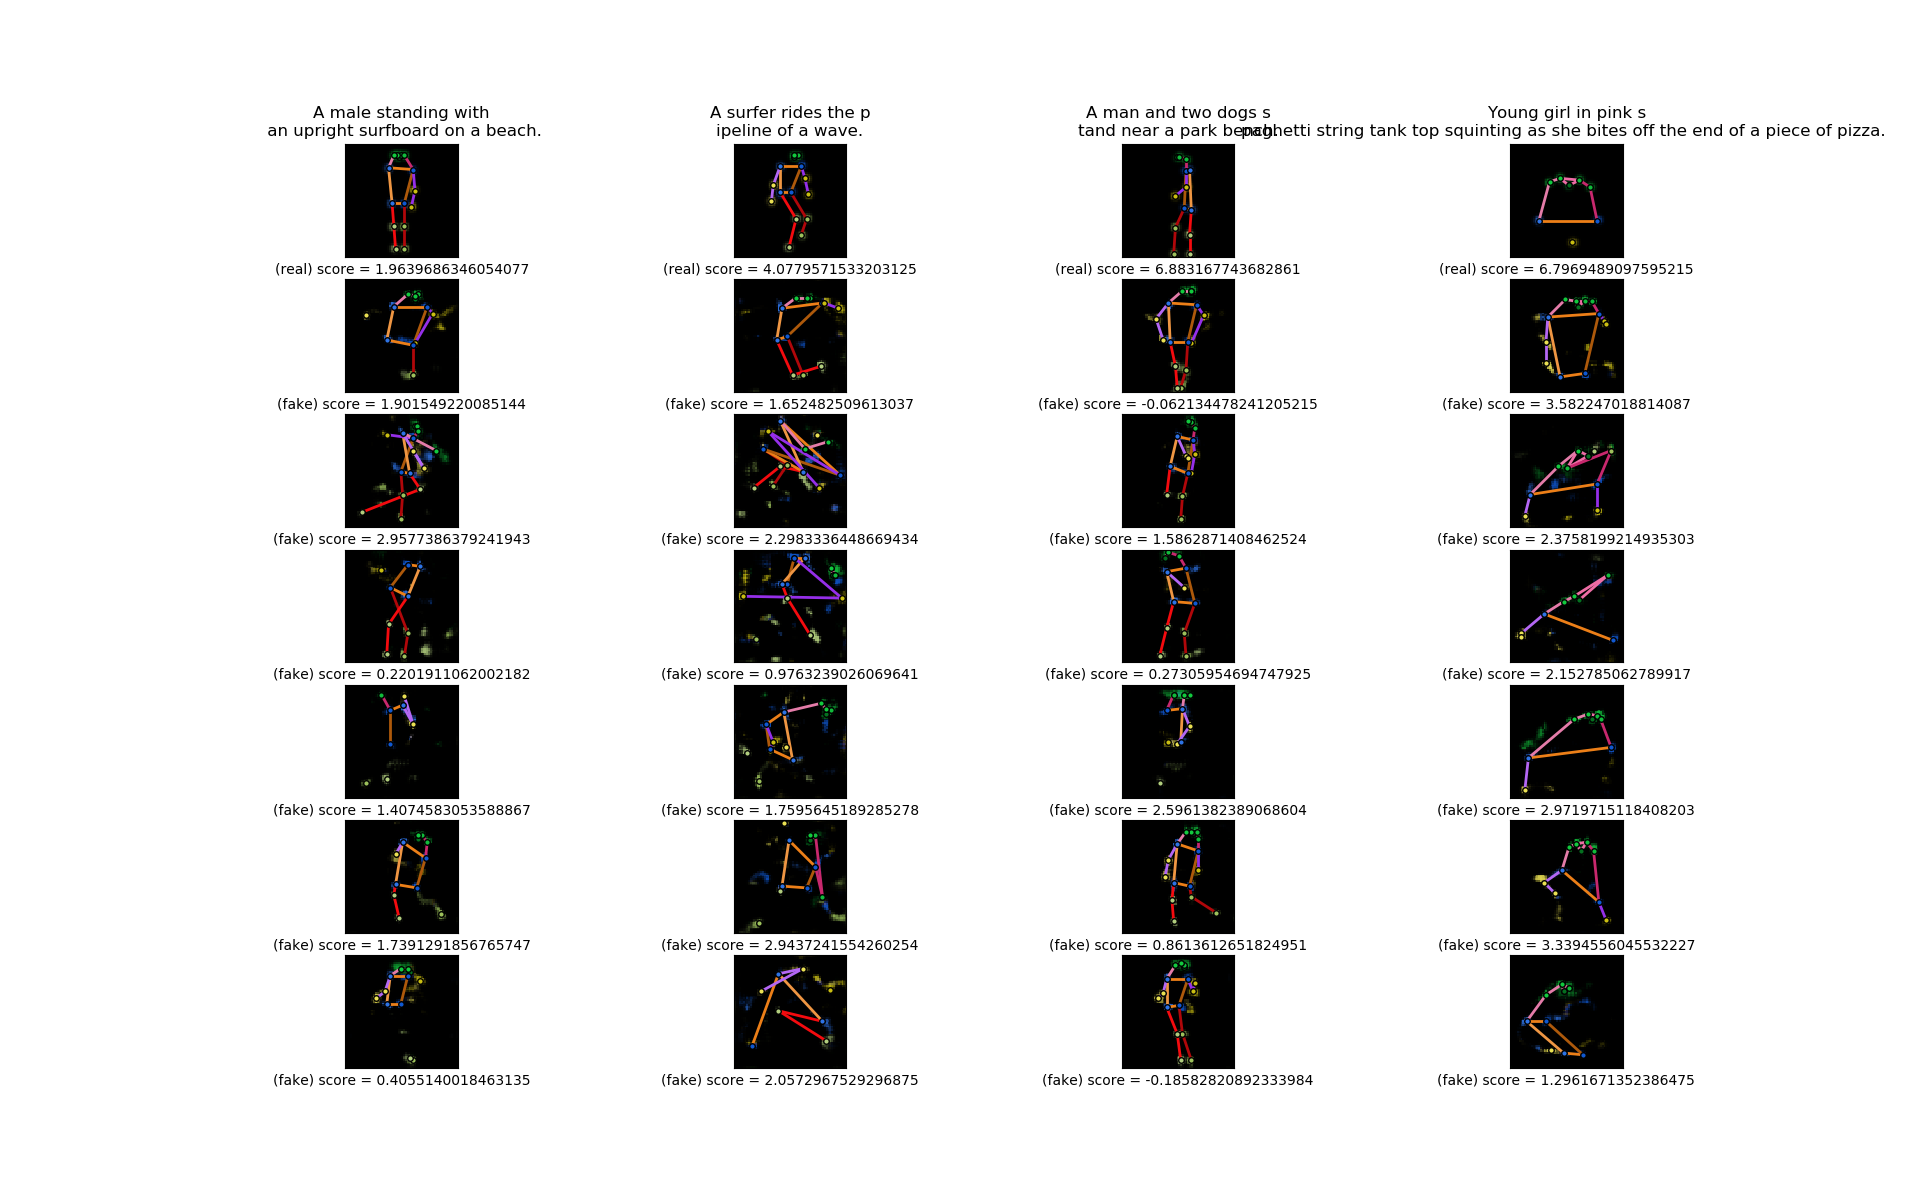 A male standing with
an upright surfboard on a beach.
A surfer rides the p
ipeline of a wave.
A man and two dogs s
tand near a park bench.
Young girl in pink s
paghetti string tank top squinting as she bites off the end of a piece of pizza.
(real) score = 1.9639686346054077
(real) score = 4.0779571533203125
(real) score = 6.883167743682861
(real) score = 6.7969489097595215
(fake) score = 1.901549220085144
(fake) score = 1.652482509613037
(fake) score = -0.062134478241205215
(fake) score = 3.582247018814087
(fake) score = 2.9577386379241943
(fake) score = 2.2983336448669434
(fake) score = 1.5862871408462524
(fake) score = 2.3758199214935303
(fake) score = 0.2201911062002182
(fake) score = 0.9763239026069641
(fake) score = 0.27305954694747925
(fake) score = 2.152785062789917
(fake) score = 1.4074583053588867
(fake) score = 1.7595645189285278
(fake) score = 2.5961382389068604
(fake) score = 2.9719715118408203
(fake) score = 1.7391291856765747
(fake) score = 2.9437241554260254
(fake) score = 0.8613612651824951
(fake) score = 3.3394556045532227
(fake) score = 0.4055140018463135
(fake) score = 2.0572967529296875
(fake) score = -0.18582820892333984
(fake) score = 1.2961671352386475